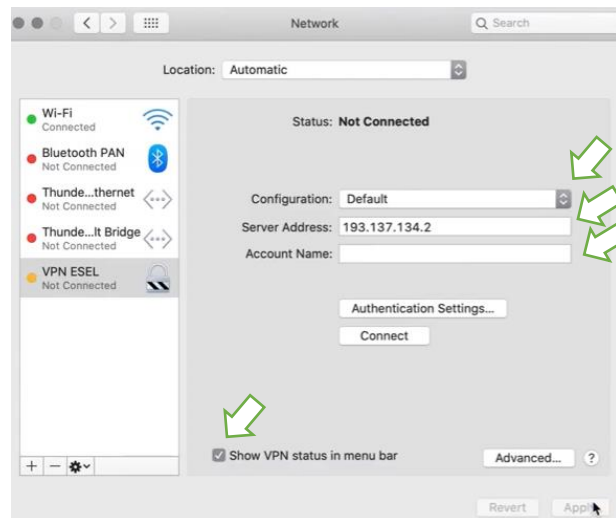 Network
Search
Location: Automatic
Wi-Fi
Connected
Bluetooth PAN
Not Connected
Thunde...thernet
Not Connected
Thunde...lt Bridge
Not Connected
VPN ESEL
Not Connected
Status: Not Connected
Configuration: Default
Server Address: 193.137.134.2
Account Name:
Authentication Settings...
Connect
Show VPN status in menu bar
Advanced... ?
Revert